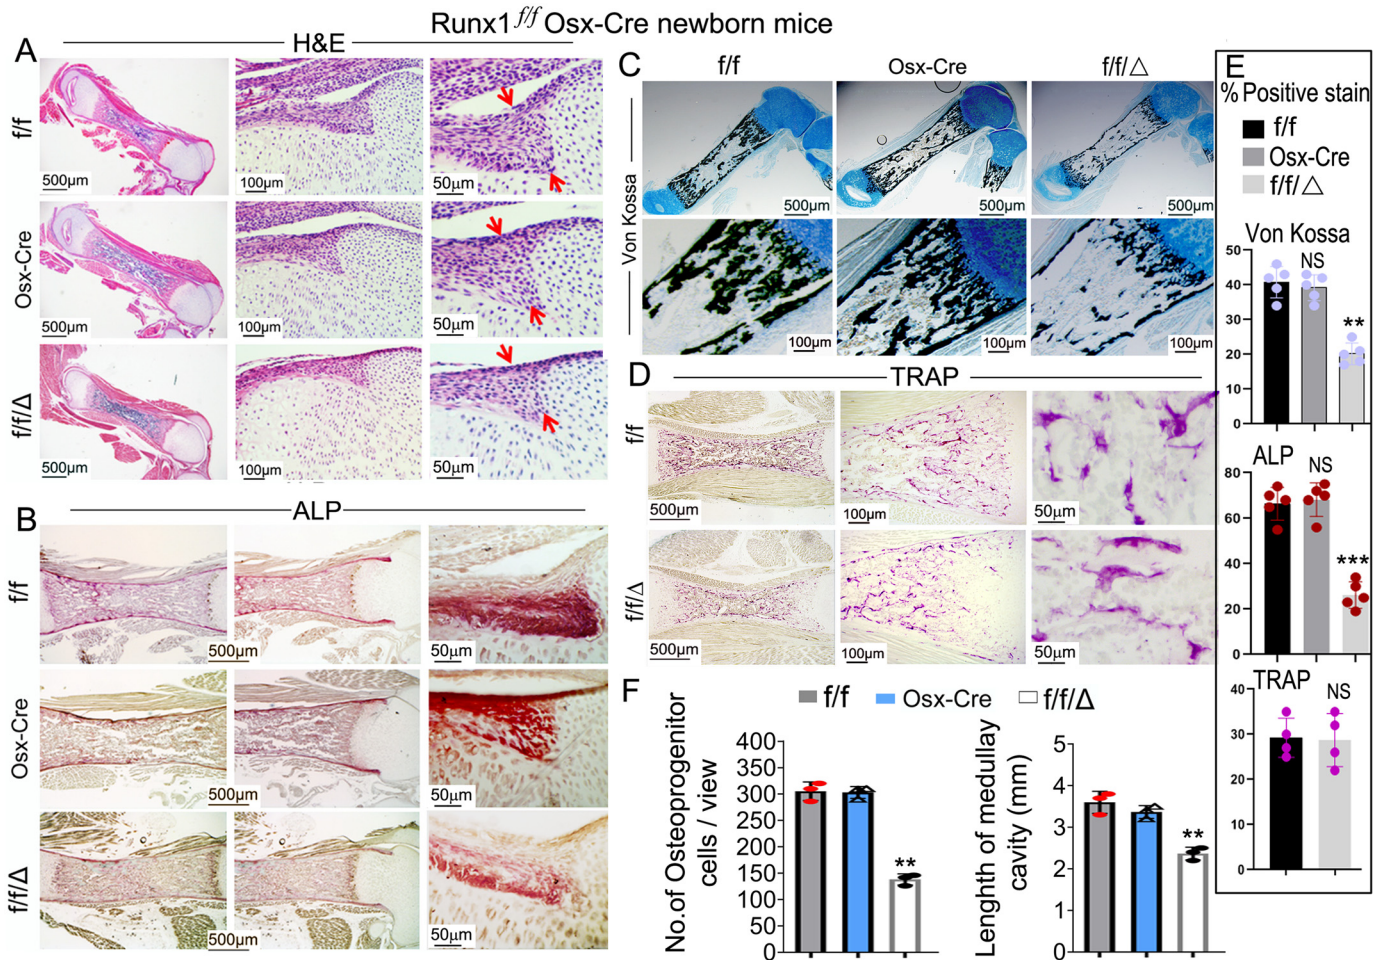 Runx1f/f Osx-Cre newborn mice
A
H&E
f/f
500μm
100μm
50μm
Osx-Cre
500μm
100μm
50μm
f/f/Δ
500μm
100μm
50μm
B
ALP
f/f
500μm
50μm
Osx-Cre
500μm
50μm
f/f/Δ
500μm
50μm
C
f/f
Osx-Cre
f/f/△
Von Kossa
500μm
500μm
500μm
100μm
100μm
100μm
D
TRAP
f/f
500μm
100μm
50μm
f/f/Δ
500μm
100μm
50μm
E
% Positive stain
f/f
Osx-Cre
f/f/△
Von Kossa
50
40
30
20
10
0
NS
**
ALP
80
60
40
20
0
NS
***
TRAP
40
30
20
10
0
NS
F
f/f
Osx-Cre
f/f/Δ
No.of Osteoprogenitor
cells / view
400
350
300
250
200
150
100
50
0
**
Lenghth of medullay
cavity (mm)
5
4
3
2
1
0
**